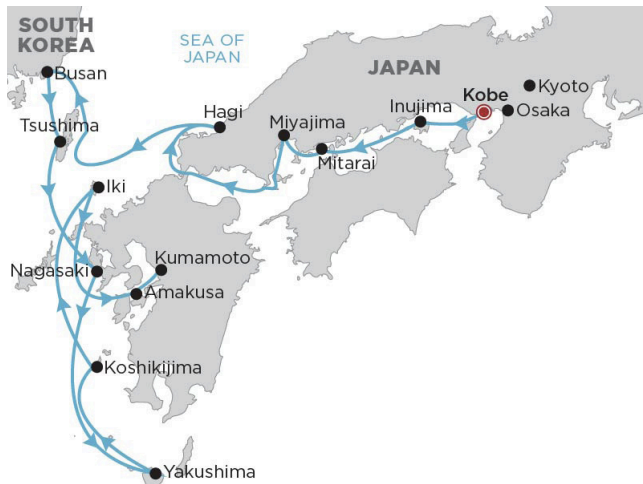 SOUTH
KOREA
SEA OF
JAPAN
JAPAN
Busan
Tsushima
Hagi
Miyajima
Inujima
Kobe
Kyoto
Osaka
Mitarai
Iki
Kumamoto
Nagasaki
Amakusa
Koshikijima
Yakushima